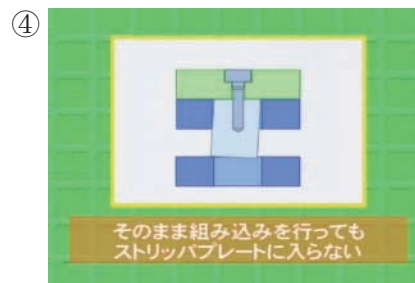 ④
そのまま組み込みを行っても
ストリッパプレートに入らない